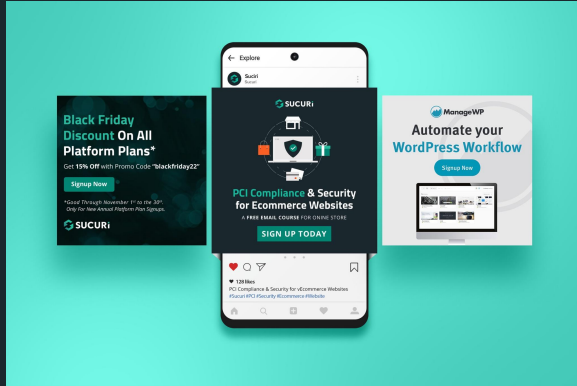 Explore
Suciri
Sucuri
Black Friday
Discount On All
Platform Plans*
Get 15% Off with Promo Code "blackfriday22"
Signup Now
*Good Through November 1st to the 30th.
Only For New Annual Platform Plan Signups.
SUCURi
SUCURi
PCI Compliance & Security
for Ecommerce Websites
A FREE EMAIL COURSE FOR ONINE STORE
SIGN UP TODAY
ManageWP
Automate your
WordPress Workflow
Signup Now
128 likes
PCI Compliance & Security for vEcommerce Websites
#Sucuri #PCI #Security #Ecommerce #Website